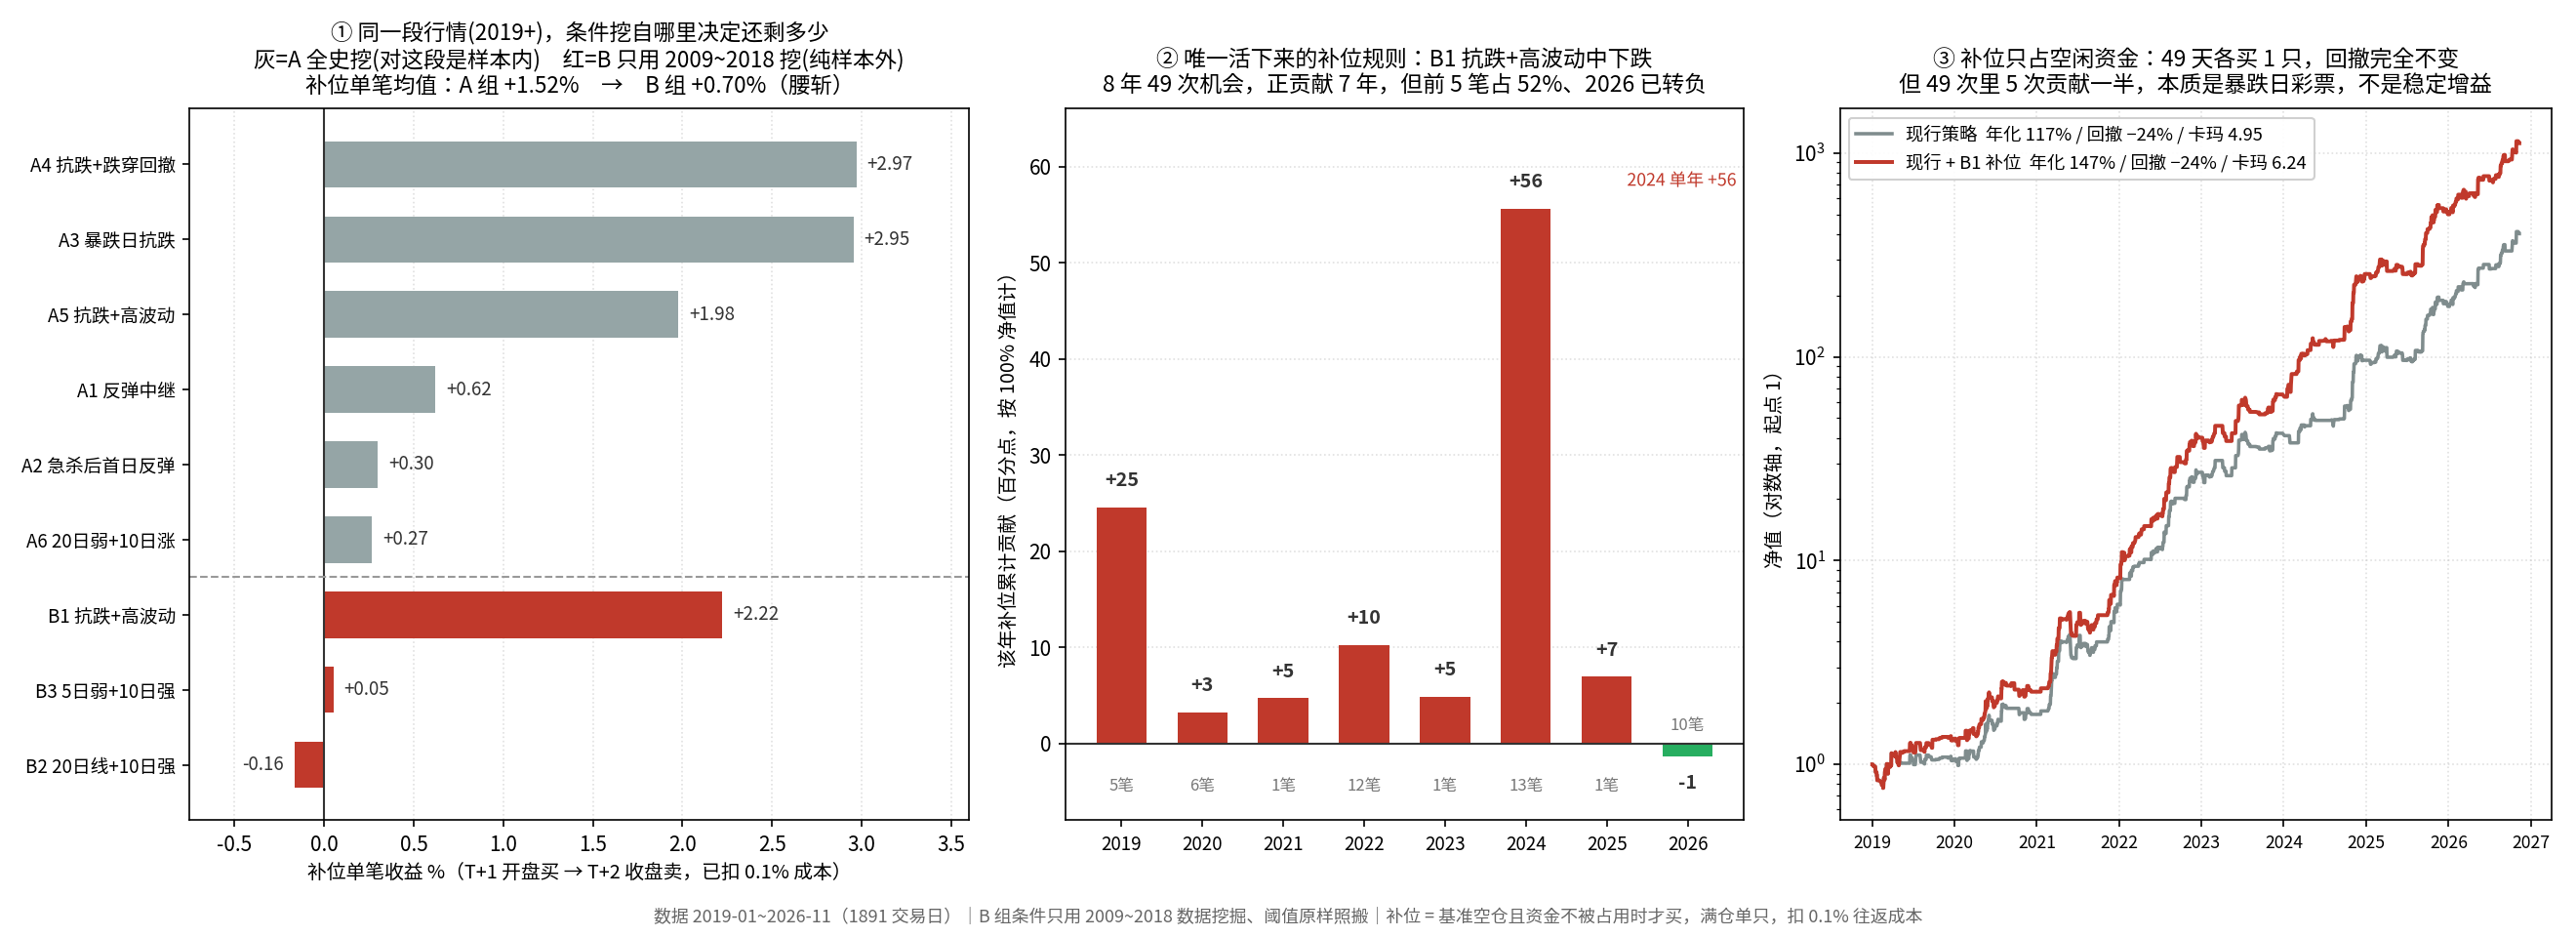 ① 同一段行情(2019+)，条件挖自哪里决定还剩多少
灰=A 全史挖(对这段是样本内) 红=B 只用 2009~2018 挖(纯样本外)
补位单笔均值：A 组 +1.52% → B 组 +0.70%（腰斩）
A4 抗跌+跌穿回撤
+2.97
A3 暴跌日抗跌
+2.95
A5 抗跌+高波动
+1.98
A1 反弹中继
+0.62
A2 急杀后首日反弹
+0.30
A6 20日弱+10日涨
+0.27
B1 抗跌+高波动
+2.22
B3 5日弱+10日强
+0.05
B2 20日线+10日强
-0.16
-0.5 0.0 0.5 1.0 1.5 2.0 2.5 3.0 3.5
补位单笔收益 %（T+1 开盘买 → T+2 收盘卖，已扣 0.1% 成本）
② 唯一活下来的补位规则：B1 抗跌+高波动中下跌
8 年 49 次机会，正贡献 7 年，但前 5 笔占 52%、2026 已转负
该年补位累计贡献（百分点，按 100% 净值计）
60
50
40
30
20
10
0
2024 单年 +56
+25
+3
+5
+10
+5
+56
+7
-1
5笔
6笔
1笔
12笔
1笔
13笔
1笔
10笔
2019 2020 2021 2022 2023 2024 2025 2026
③ 补位只占空闲资金：49 天各买 1 只，回撤完全不变
但 49 次里 5 次贡献一半，本质是暴跌日彩票，不是稳定增益
现行策略 年化 117% / 回撤 −24% / 卡玛 4.95
现行 + B1 补位 年化 147% / 回撤 −24% / 卡玛 6.24
净值（对数轴，起点 1）
10³
10²
10¹
10⁰
2019 2020 2021 2022 2023 2024 2025 2026 2027
数据 2019-01~2026-11（1891 交易日）｜B 组条件只用 2009~2018 数据挖掘、阈值原样照搬｜补位 = 基准空仓且资金不被占用时才买，满仓单只，扣 0.1% 往返成本